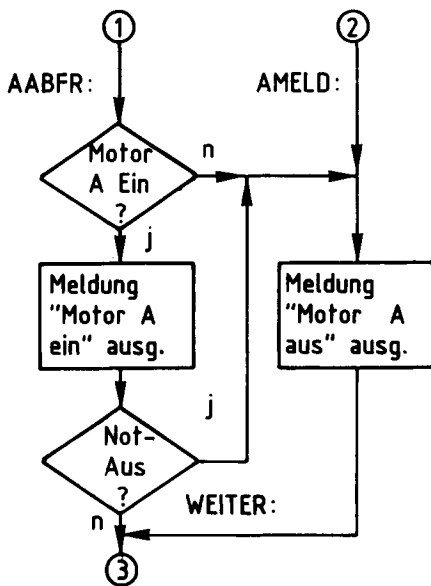 1
2
AABFR:
AMELD:
Motor
A Ein
?
n
j
Meldung
"Motor A
ein" ausg.
Meldung
"Motor A
aus" ausg.
j
Not-
Aus
?
WEITER:
n
3